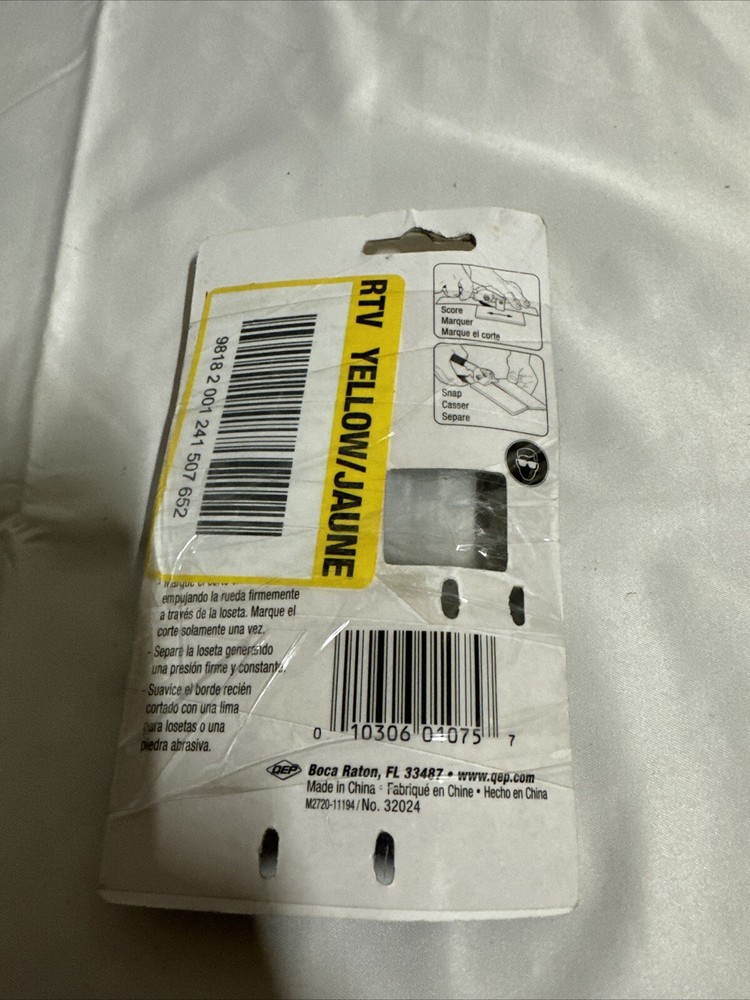 RTV YELLOW/JAUNE
9818 2 001 241 507 652
Score
Marquer
Marque el corte
Snap
Casser
Separe
empujando la rueda firmemente
a través de la loseta. Marque el
corte solamente una vez.
- Separe la loseta generando
una presión firme y constante.
- Suavice el borde recién
cortado con una lima
para losetas o una
piedra abrasiva.
0 10306 01075 7
QEP Boca Raton, FL 33487 • www.qep.com
Made in China • Fabriqué en Chine • Hecho en China
M2720-11194 / No. 32024